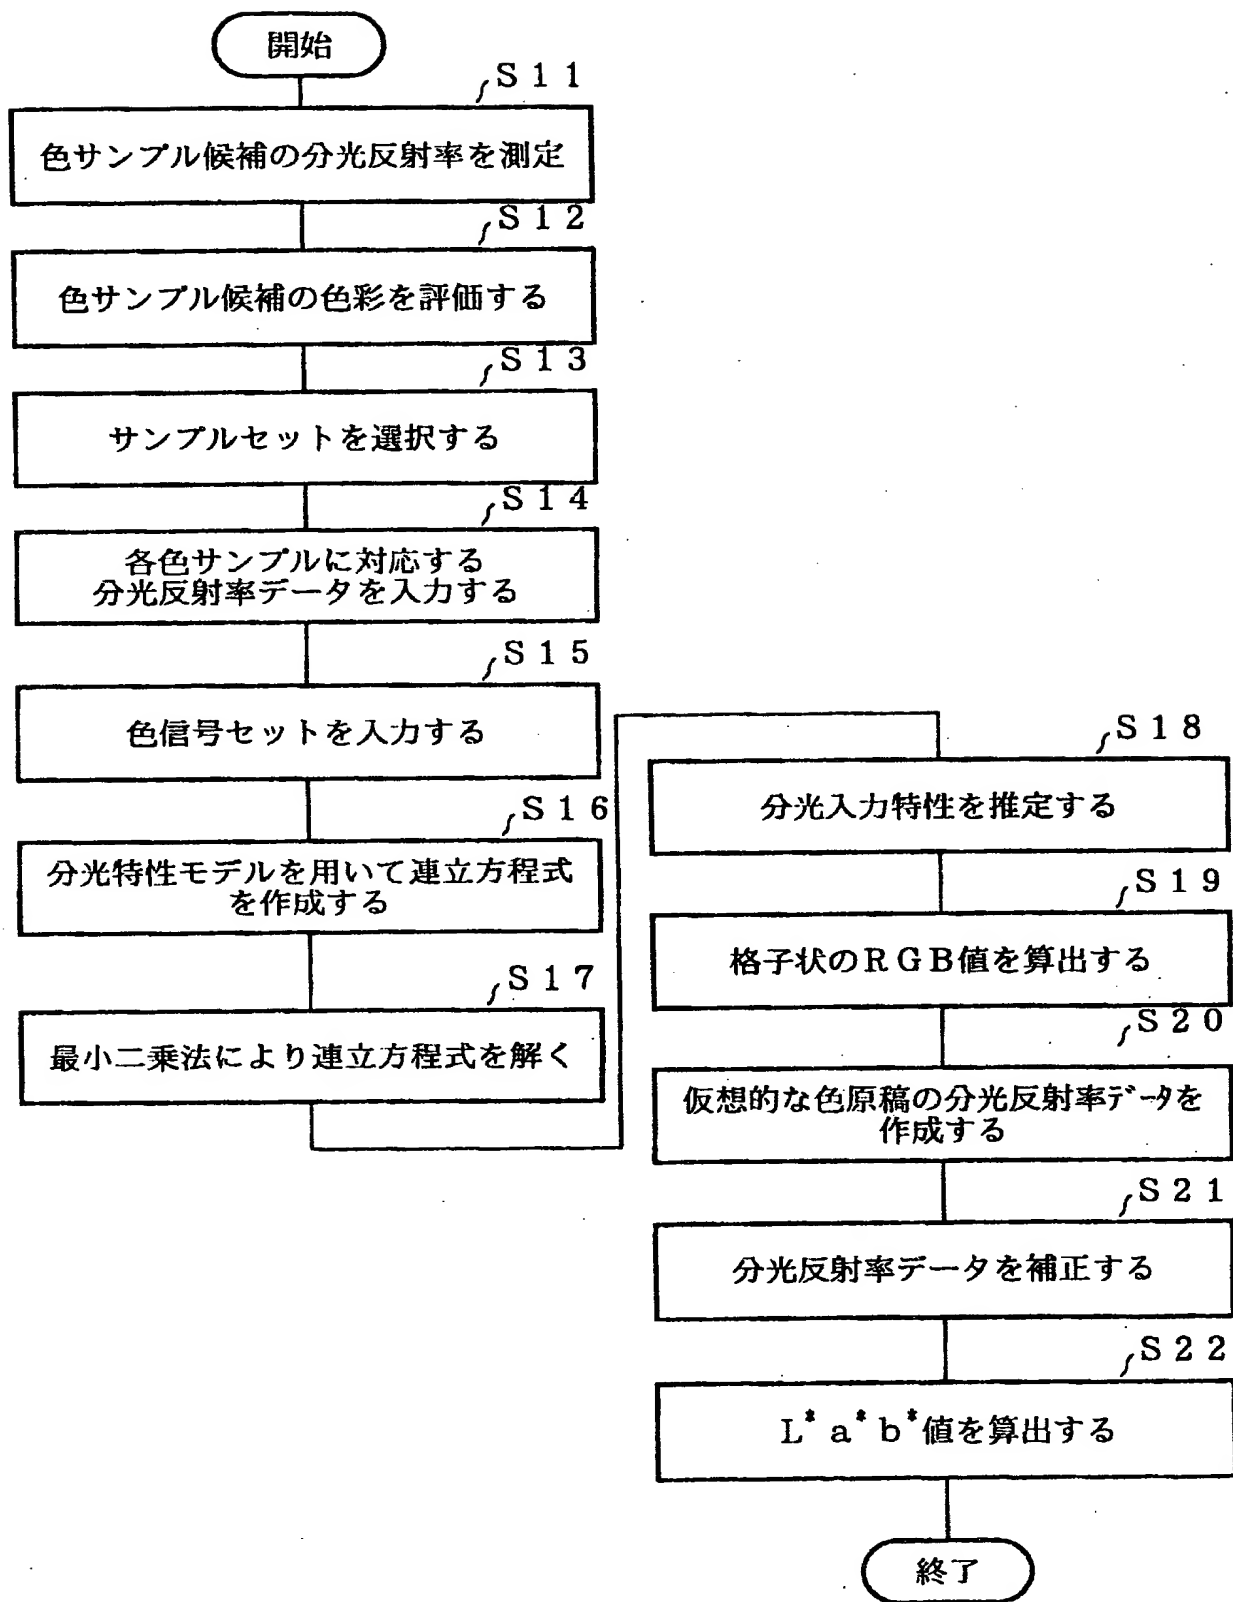 開始
S11
色サンプル候補の分光反射率を測定
S12
色サンプル候補の色彩を評価する
S13
サンプルセットを選択する
S14
各色サンプルに対応する
分光反射率データを入力する
S15
色信号セットを入力する
S16
分光特性モデルを用いて連立方程式
を作成する
S17
最小二乗法により連立方程式を解く
S18
分光入力特性を推定する
S19
格子状のRGB値を算出する
S20
仮想的な色原稿の分光反射率データを
作成する
S21
分光反射率データを補正する
S22
L*a*b*値を算出する
終了